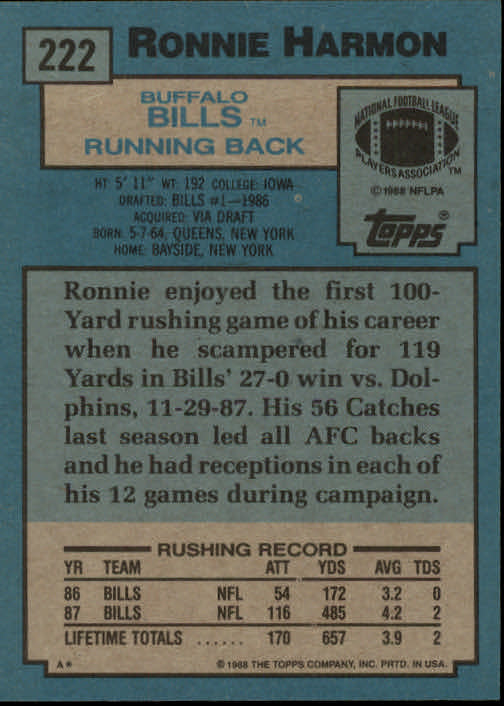 222
RONNIE HARMON
BUFFALO
BILLS TM
RUNNING BACK
NATIONAL FOOTBALL LEAGUE
PLAYERS ASSOCIATION TM
© 1988 NFLPA
topps®
HT: 5' 11" WT: 192 COLLEGE: IOWA
DRAFTED: BILLS #1—1986
ACQUIRED: VIA DRAFT
BORN: 5-7-64, QUEENS, NEW YORK
HOME: BAYSIDE, NEW YORK
Ronnie enjoyed the first 100-
Yard rushing game of his career
when he scampered for 119
Yards in Bills' 27-0 win vs. Dol-
phins, 11-29-87. His 56 Catches
last season led all AFC backs
and he had receptions in each of
his 12 games during campaign.
RUSHING RECORD
YR TEAM ATT YDS AVG TDS
86 BILLS NFL 54 172 3.2 0
87 BILLS NFL 116 485 4.2 2
LIFETIME TOTALS ...... 170 657 3.9 2
A* © 1988 THE TOPPS COMPANY, INC. PRTD. IN USA.